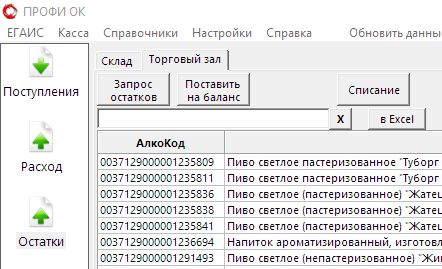 ПРОФИ ОК
ЕГАИС Касса Справочники Настройки Справка Обновить данны
Поступления
Расход
Остатки
Склад Торговый зал
Запрос остатков
Поставить на баланс
Списание
X
в Excel
АлкоКод
0037129000001235809 Пиво светлое пастеризованное "Туборг
0037129000001235811 Пиво светлое пастеризованное "Туборг
0037129000001235836 Пиво светлое (пастеризованное) "Жатец
0037129000001235838 Пиво светлое (пастеризованное) "Жатец
0037129000001235841 Пиво светлое (пастеризованное) "Жатец
0037129000001236694 Напиток ароматизированный, изготовл
0037129000001291493 Пиво светлое (непастеризованное) "Жи